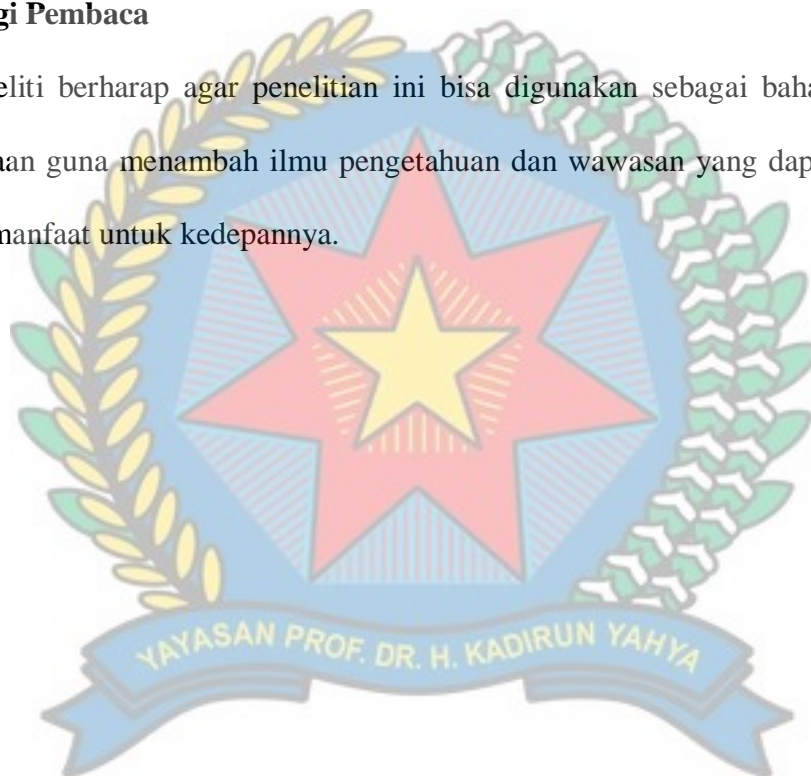 gi Pembaca
eliti berharap agar penelitian ini bisa digunakan sebagai baha
aan guna menambah ilmu pengetahuan dan wawasan yang dap
manfaat untuk kedepannya.
YAYASAN PROF. DR. H. KADIRUN YAHYA